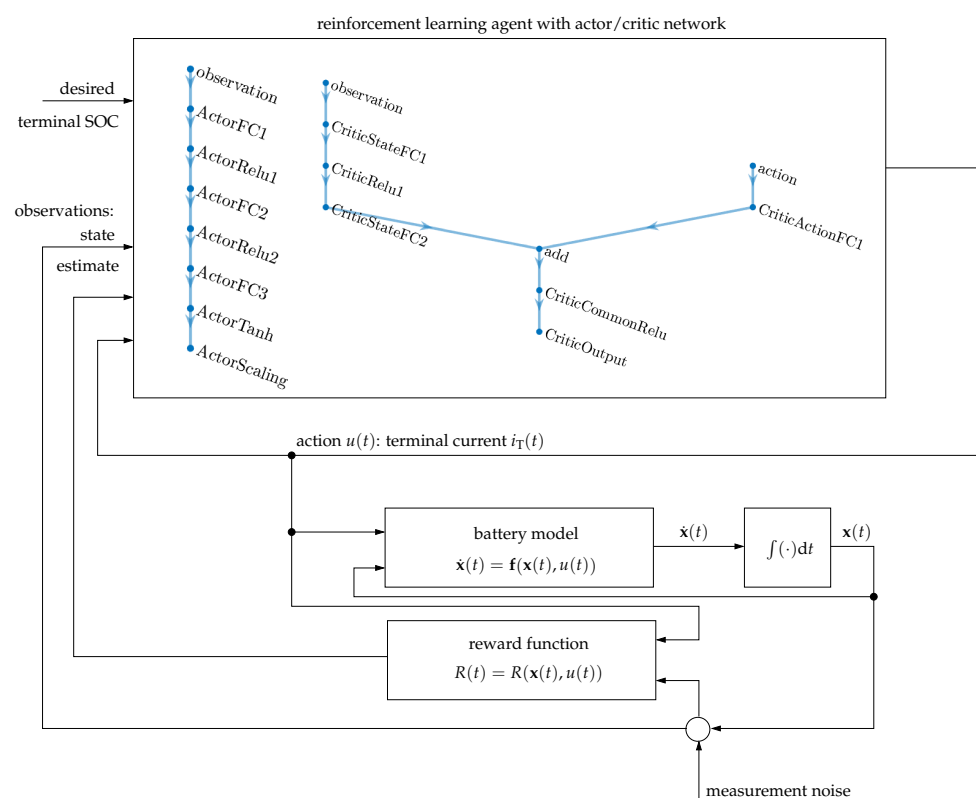 reinforcement learning agent with actor/critic network
desired
terminal SOC
observations:
state
estimate
observation
ActorFC1
ActorRelu1
ActorFC2
ActorRelu2
ActorFC3
ActorTanh
ActorScaling
observation
CriticStateFC1
CriticRelu1
CriticStateFC2
action
CriticActionFC1
add
CriticCommonRelu
CriticOutput
action u(t): terminal current i_T(t)
battery model
ẋ(t) = f(x(t), u(t))
ẋ(t)
∫(·)dt
x(t)
reward function
R(t) = R(x(t), u(t))
measurement noise